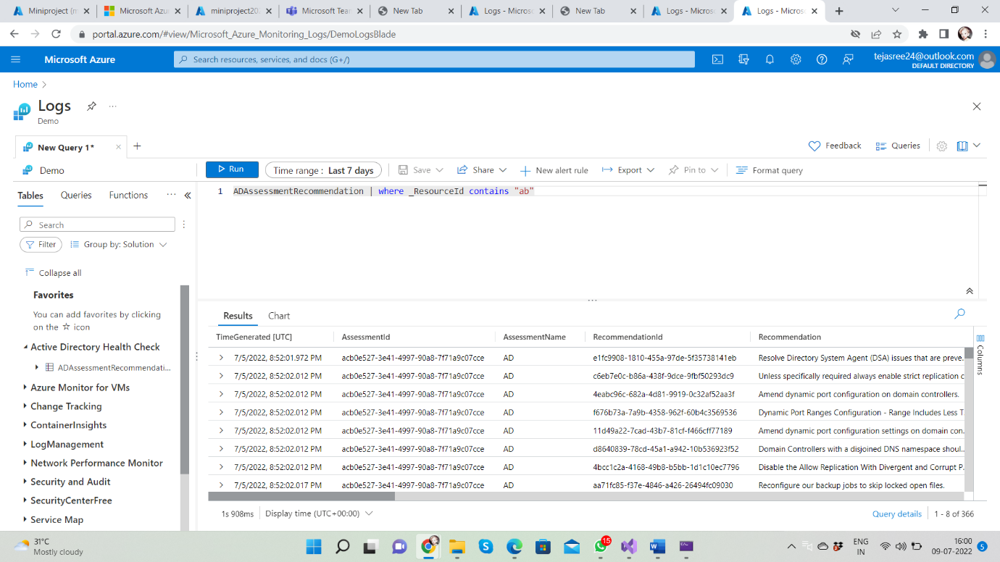 Miniproject (m
Microsoft Azu
miniproject20
Microsoft Tea
New Tab
Logs - Micros
New Tab
Logs - Micros
Logs - Micros
portal.azure.com/#view/Microsoft_Azure_Monitoring_Logs/DemoLogsBlade
Microsoft Azure
Search resources, services, and docs (G+/)
tejasree24@outlook.com
DEFAULT DIRECTORY
Home
Logs
Demo
New Query 1*
Feedback
Queries
Demo
Run
Time range : Last 7 days
Save
Share
New alert rule
Export
Pin to
Format query
Tables
Queries
Functions
1 ADAssessmentRecommendation | where _ResourceId contains "ab"
Search
Filter
Group by: Solution
Collapse all
Favorites
You can add favorites by clicking
on the ☆ icon
Active Directory Health Check
ADAssessmentRecommendati...
Azure Monitor for VMs
Change Tracking
ContainerInsights
LogManagement
Network Performance Monitor
Security and Audit
SecurityCenterFree
Service Map
Results
Chart
TimeGenerated [UTC] AssessmentId AssessmentName RecommendationId Recommendation
7/5/2022, 8:52:01.972 PM acb0e527-3e41-4997-90a8-7f71a9c07cce AD e1fc9908-1810-455a-97de-5f35738141eb Resolve Directory System Agent (DSA) issues that are preve...
7/5/2022, 8:52:02.012 PM acb0e527-3e41-4997-90a8-7f71a9c07cce AD c6eb7e0c-b86a-438f-9dce-9fbf50293dc9 Unless specifically required always enable strict replication c
7/5/2022, 8:52:02.012 PM acb0e527-3e41-4997-90a8-7f71a9c07cce AD 4eabc96c-682a-4d81-9919-0c32af52aa3f Amend dynamic port configuration on domain controllers.
7/5/2022, 8:52:02.012 PM acb0e527-3e41-4997-90a8-7f71a9c07cce AD f676b73a-7a9b-4358-962f-60b4c3569536 Dynamic Port Ranges Configuration - Range Includes Less T
7/5/2022, 8:52:02.012 PM acb0e527-3e41-4997-90a8-7f71a9c07cce AD 11d49a22-7cad-43b7-81cf-f466cff77189 Amend dynamic port configuration settings on domain con...
7/5/2022, 8:52:02.012 PM acb0e527-3e41-4997-90a8-7f71a9c07cce AD d8640839-78cd-45a1-a942-10b536923f52 Domain Controllers with a disjoined DNS namespace shoul...
7/5/2022, 8:52:02.012 PM acb0e527-3e41-4997-90a8-7f71a9c07cce AD 4bcc1c2a-4168-49b8-b5bb-1d1c10ec7796 Disable the Allow Replication With Divergent and Corrupt P.
7/5/2022, 8:52:02.017 PM acb0e527-3e41-4997-90a8-7f71a9c07cce AD aa71fc85-f37e-4846-a426-26494fc09030 Reconfigure our backup jobs to skip locked open files.
Columns
1s 908ms
Display time (UTC+00:00)
Query details
1 - 8 of 366
31°C
Mostly cloudy
15
ENG
IN
16:00
09-07-2022
5